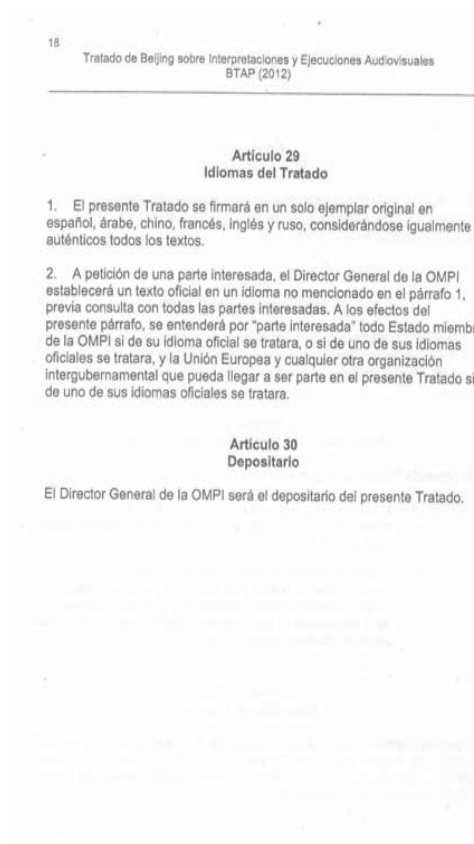 18
Tratado de Beijing sobre Interpretaciones y Ejecuciones Audiovisuales
BTAP (2012)
Artículo 29
Idiomas del Tratado
1. El presente Tratado se firmará en un solo ejemplar original en
español, árabe, chino, francés, inglés y ruso, considerándose igualmente
auténticos todos los textos.
2. A petición de una parte interesada, el Director General de la OMPI
establecerá un texto oficial en un idioma no mencionado en el párrafo 1,
previa consulta con todas las partes interesadas. A los efectos del
presente párrafo, se entenderá por "parte interesada" todo Estado miembr
de la OMPI si de su idioma oficial se tratara, o si de uno de sus idiomas
oficiales se tratara, y la Unión Europea y cualquier otra organización
intergubernamental que pueda llegar a ser parte en el presente Tratado si
de uno de sus idiomas oficiales se tratara.
Artículo 30
Depositario
El Director General de la OMPI será el depositario del presente Tratado.